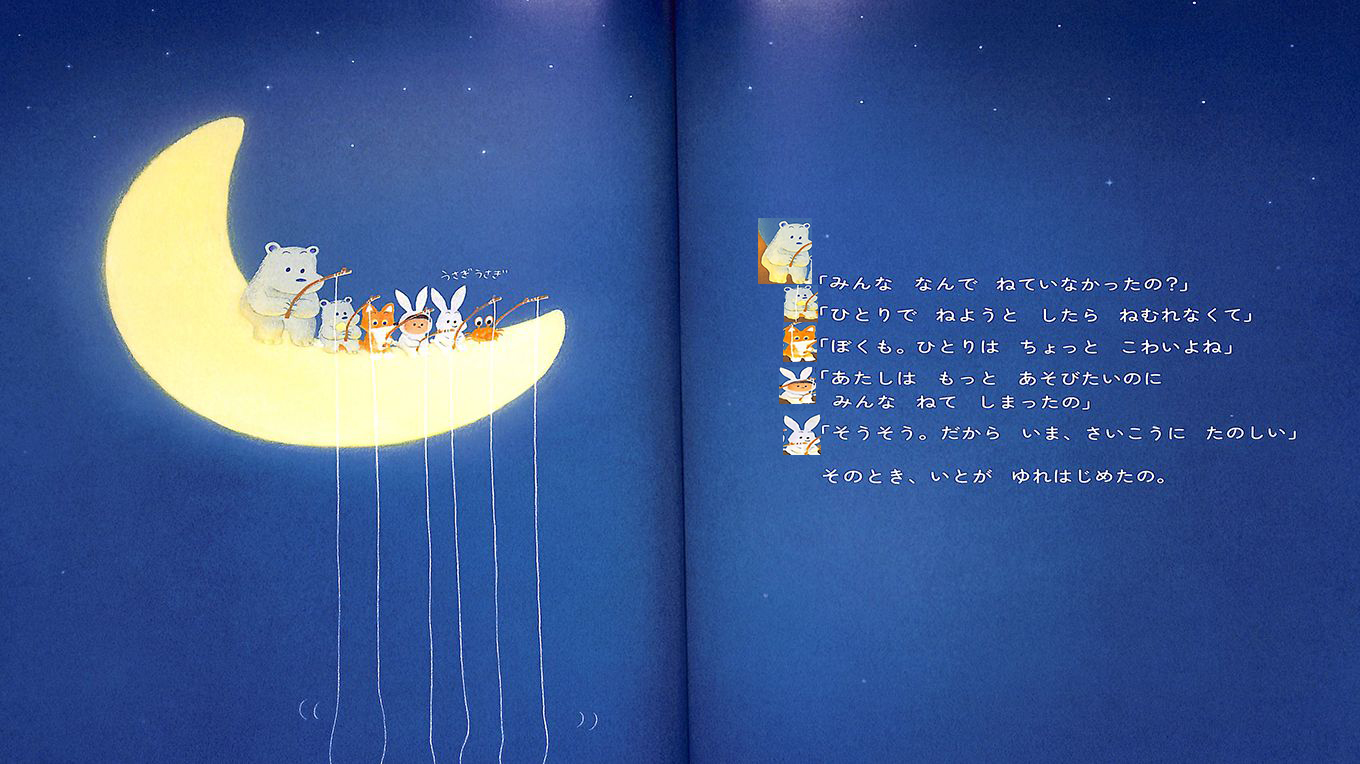 うさぎうさぎ
「みんな　なんで　ねていなかったの？」
「ひとりで　ねようと　したら　ねむれなくて」
「ぼくも。ひとりは　ちょっと　こわいよね」
「あたしは　もっと　あそびたいのに
みんな　ねて　しまったの」
「そうそう。だから　いま、さいこうに　たのしい」
そのとき、いとが　ゆれはじめたの。